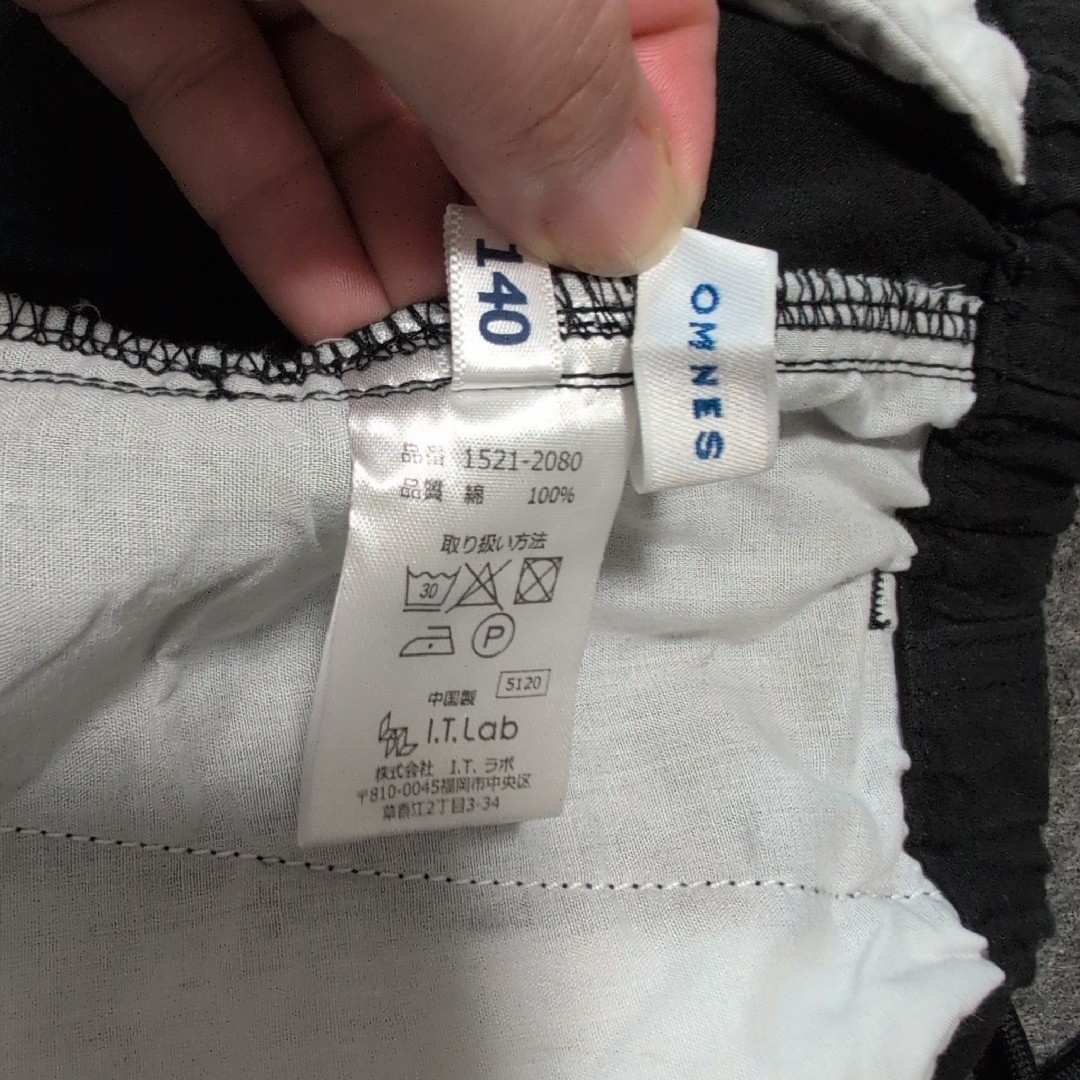 140
OMNES
品番 1521-2080
品質 綿 100%
取り扱い方法
30
P
5120
中国製
I.T.Lab
株式会社 I.T. ラボ
〒810-0045福岡市中央区
草香江2丁目3-34